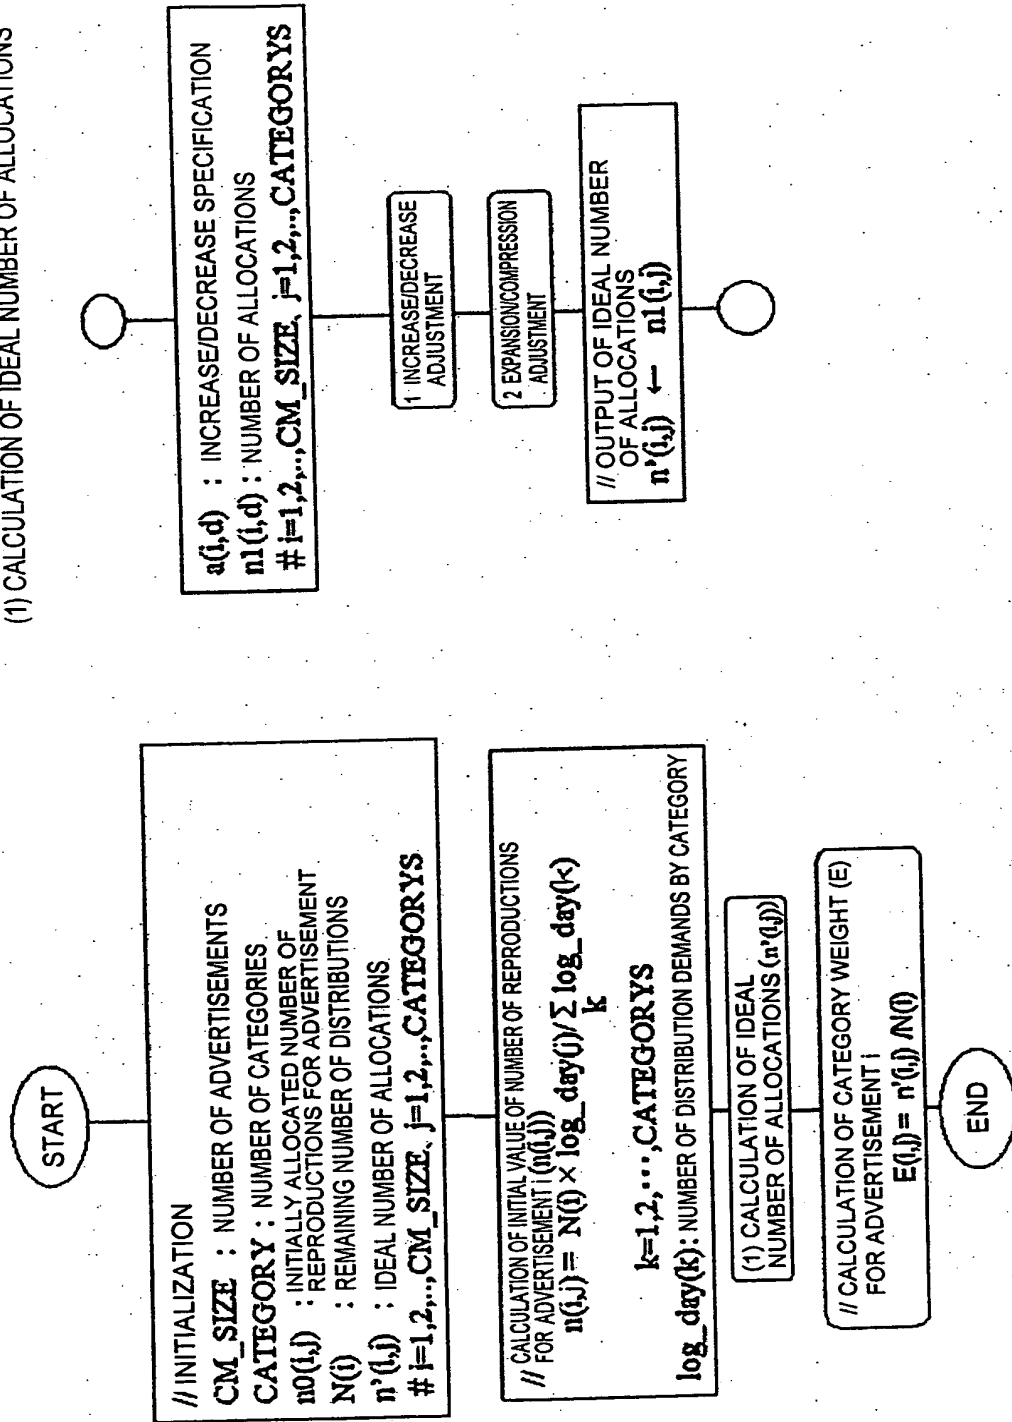 START
// INITIALIZATION
CM_SIZE : NUMBER OF ADVERTISEMENTS
CATEGORY : NUMBER OF CATEGORIES
n0(i,j) : INITIALLY ALLOCATED NUMBER OF
REPRODUCTIONS FOR ADVERTISEMENT
N(i) : REMAINING NUMBER OF DISTRIBUTIONS
n'(i,j) : IDEAL NUMBER OF ALLOCATIONS
# i=1,2,..,CM_SIZE、j=1,2,..,CATEGORYS
// CALCULATION OF INITIAL VALUE OF NUMBER OF REPRODUCTIONS
FOR ADVERTISEMENT i (n(i,j))
n(i,j) = N(i) × log_day(j)/Σ log_day(k)
k
k=1,2,···,CATEGORYS
log_day(k): NUMBER OF DISTRIBUTION DEMANDS BY CATEGORY
(1) CALCULATION OF IDEAL
NUMBER OF ALLOCATIONS (n'(i,j))
// CALCULATION OF CATEGORY WEIGHT (E)
FOR ADVERTISEMENT i
E(i,j) = n'(i,j) /N(i)
END
(1) CALCULATION OF IDEAL NUMBER OF ALLOCATIONS
a(i,d) : INCREASE/DECREASE SPECIFICATION
n1(i,d) : NUMBER OF ALLOCATIONS
# i=1,2,..,CM_SIZE、j=1,2,..,CATEGORYS
1 INCREASE/DECREASE
ADJUSTMENT
2 EXPANSION/COMPRESSION
ADJUSTMENT
// OUTPUT OF IDEAL NUMBER
OF ALLOCATIONS
n'(i,j) ← n1(i,j)